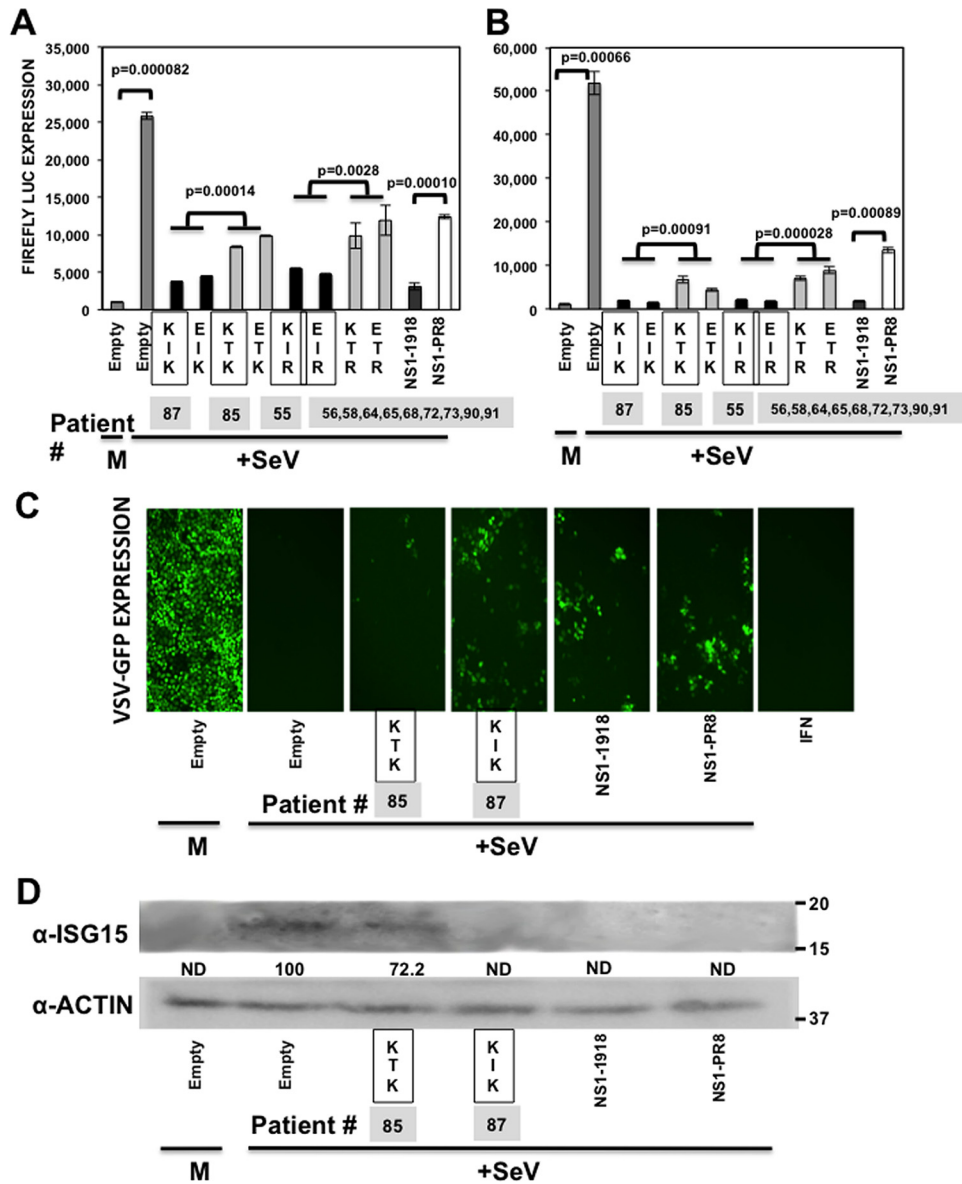 A
B
FIREFLY LUC EXPRESSION
35,000
30,000
25,000
20,000
15,000
10,000
5,000
0
p=0.000082
p=0.00014
p=0.0028
p=0.00010
Empty
Empty
K I K
E I K
K T K
E T K
K I R
E I R
K T R
E T R
NS1-1918
NS1-PR8
Patient #
87
85
55
56,58,64,65,68,72,73,90,91
M
+SeV
60,000
50,000
40,000
30,000
20,000
10,000
0
p=0.00066
p=0.00091
p=0.000028
p=0.00089
Empty
Empty
K I K
E I K
K T K
E T K
K I R
E I R
K T R
E T R
NS1-1918
NS1-PR8
87
85
55
56,58,64,65,68,72,73,90,91
M
+SeV
C
VSV-GFP EXPRESSION
Empty
Empty
K T K
K I K
NS1-1918
NS1-PR8
IFN
Patient # 85 87
M
+SeV
D
α-ISG15
20
15
ND 100 72.2 ND ND ND
α-ACTIN
37
Empty
Empty
K T K
K I K
NS1-1918
NS1-PR8
Patient # 85 87
M
+SeV